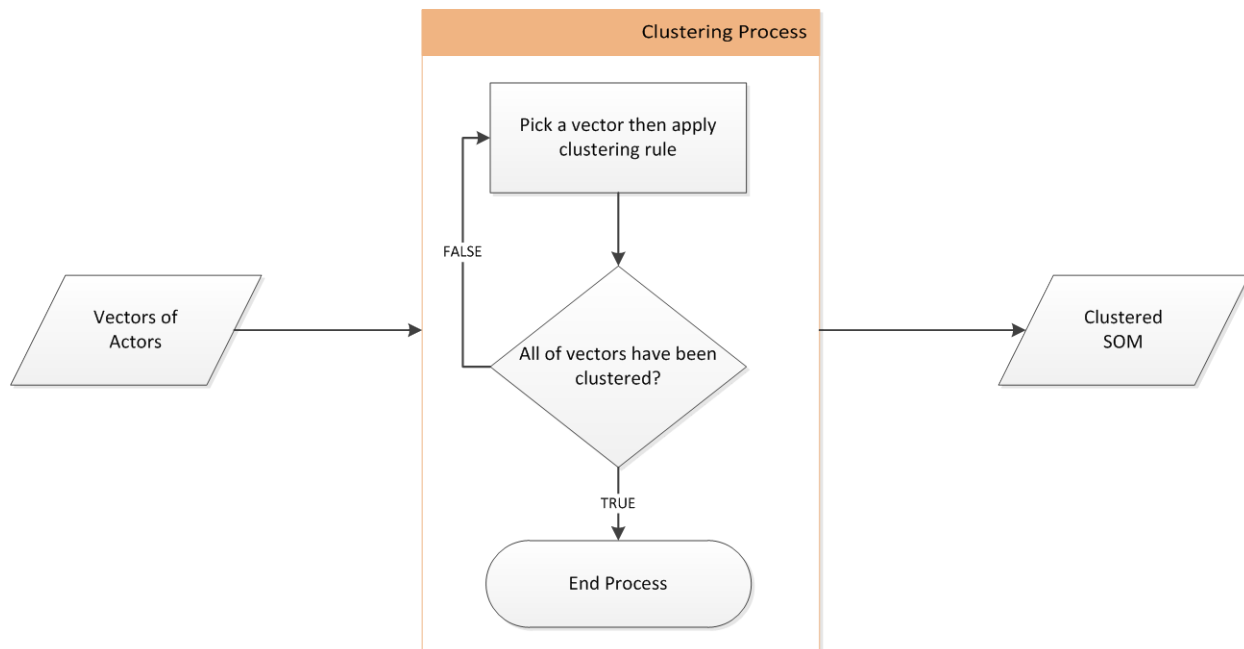 Clustering Process
Pick a vector then apply
clustering rule
FALSE
Vectors of
Actors
All of vectors have been
clustered?
Clustered
SOM
TRUE
End Process